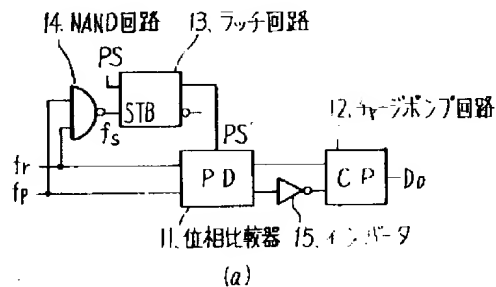 14、NAND回路
13、ラッチ回路
PS
STB
fs
PS'
12、チャージポンプ回路
fr
fp
PD
CP
Do
11、位相比較器
15、インバータ
(a)